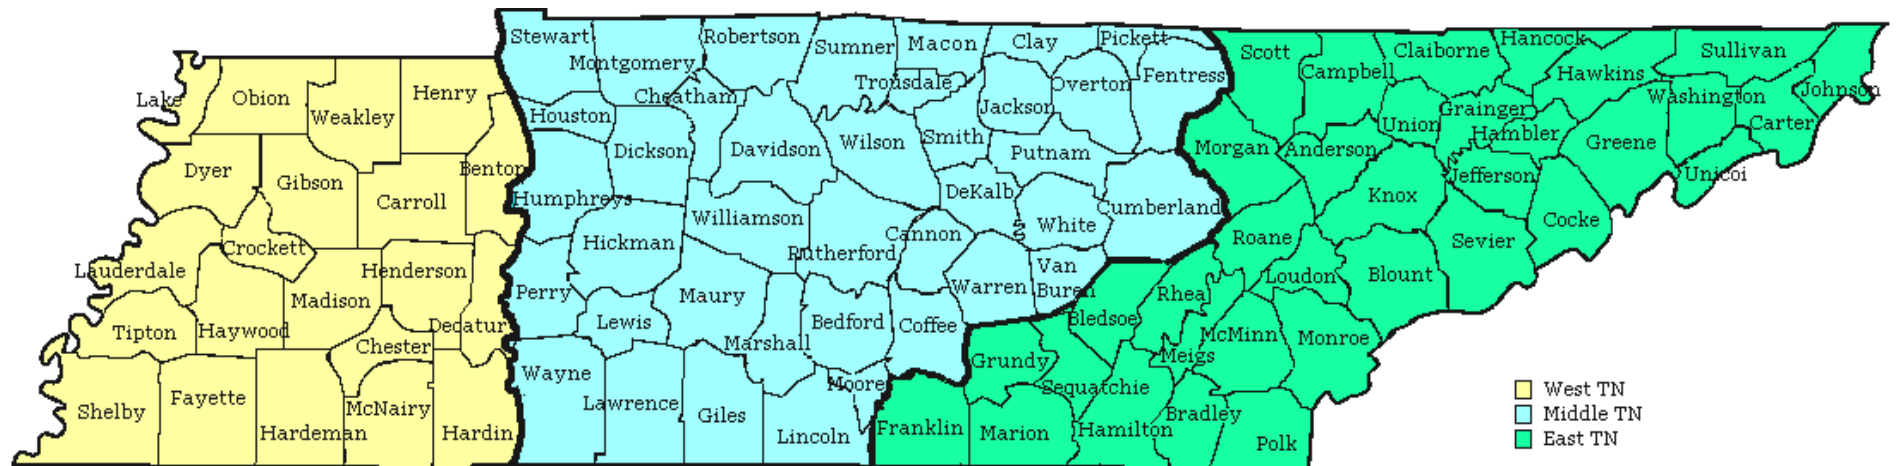 Stewart
Robertson
Sumner
Macon
Clay
Pickett
Scott
Claiborne
Hancock
Sullivan
Montgomery
Trousdale
Overton
Fentress
Campbell
Hawkins
Johnson
Lake
Obion
Weakley
Henry
Cheatham
Jackson
Washington
Grainger
Houston
Union
Carter
Hambler
Dickson
Davidson
Wilson
Smith
Putnam
Morgan
Anderson
Greene
Dyer
Gibson
Benton
Jefferson
Unicoi
Carroll
Humphreys
DeKalb
Cumberland
Knox
Williamson
White
Cocke
Crockett
Hickman
Cannon
Roane
Sevier
Rutherford
Lauderdale
Henderson
Van
Buren
Loudon
Blount
Madison
Perry
Maury
Warren
Rhea
Tipton
Haywood
Decatur
Lewis
Bedford
Coffee
Bledsoe
Chester
Marshall
McMinn
Monroe
Grundy
Meigs
Wayne
Moore
Sequatchie
Shelby
Fayette
McNairy
Lawrence
Giles
Bradley
Hardeman
Hardin
Lincoln
Franklin
Marion
Hamilton
Polk
West TN
Middle TN
East TN